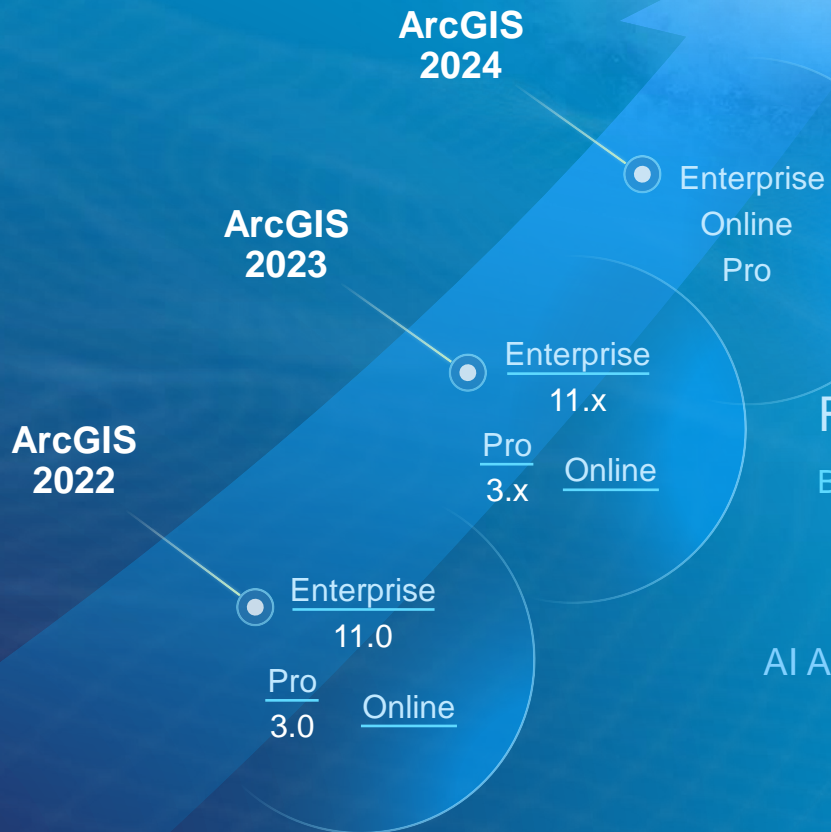 ArcGIS
2024
Enterprise
Online
Pro
ArcGIS
2023
Enterprise
11.x
Pro
3.x
Online
ArcGIS
2022
Enterprise
11.0
Pro
3.0
Online
AI A